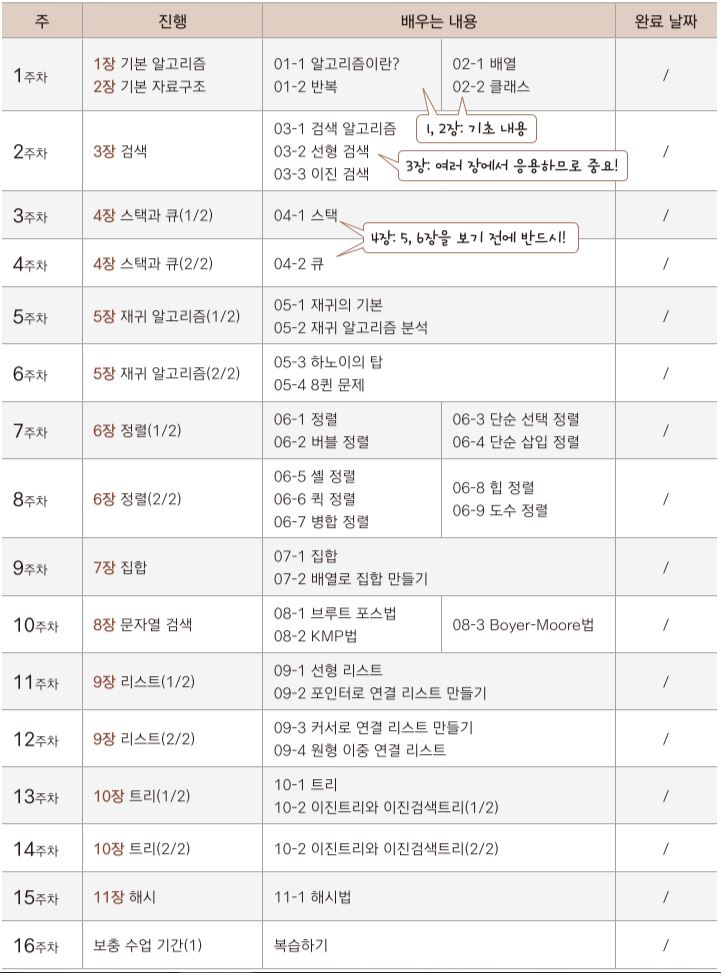 주 진행 배우는 내용 완료 날짜
1주차
1장 기본 알고리즘
2장 기본 자료구조
01-1 알고리즘이란?
01-2 반복
02-1 배열
02-2 클래스
/
1, 2장: 기초 내용
2주차
3장 검색
03-1 검색 알고리즘
03-2 선형 검색
03-3 이진 검색
/
3장: 여러 장에서 응용하므로 중요!
3주차
4장 스택과 큐(1/2)
04-1 스택
/
4장: 5, 6장을 보기 전에 반드시!
4주차
4장 스택과 큐(2/2)
04-2 큐
/
5주차
5장 재귀 알고리즘(1/2)
05-1 재귀의 기본
05-2 재귀 알고리즘 분석
/
6주차
5장 재귀 알고리즘(2/2)
05-3 하노이의 탑
05-4 8퀸 문제
/
7주차
6장 정렬(1/2)
06-1 정렬
06-2 버블 정렬
06-3 단순 선택 정렬
06-4 단순 삽입 정렬
/
8주차
6장 정렬(2/2)
06-5 셸 정렬
06-6 퀵 정렬
06-7 병합 정렬
06-8 힙 정렬
06-9 도수 정렬
/
9주차
7장 집합
07-1 집합
07-2 배열로 집합 만들기
/
10주차
8장 문자열 검색
08-1 브루트 포스법
08-2 KMP법
08-3 Boyer-Moore법
/
11주차
9장 리스트(1/2)
09-1 선형 리스트
09-2 포인터로 연결 리스트 만들기
/
12주차
9장 리스트(2/2)
09-3 커서로 연결 리스트 만들기
09-4 원형 이중 연결 리스트
/
13주차
10장 트리(1/2)
10-1 트리
10-2 이진트리와 이진검색트리(1/2)
/
14주차
10장 트리(2/2)
10-2 이진트리와 이진검색트리(2/2)
/
15주차
11장 해시
11-1 해시법
/
16주차
보충 수업 기간(1)
복습하기
/